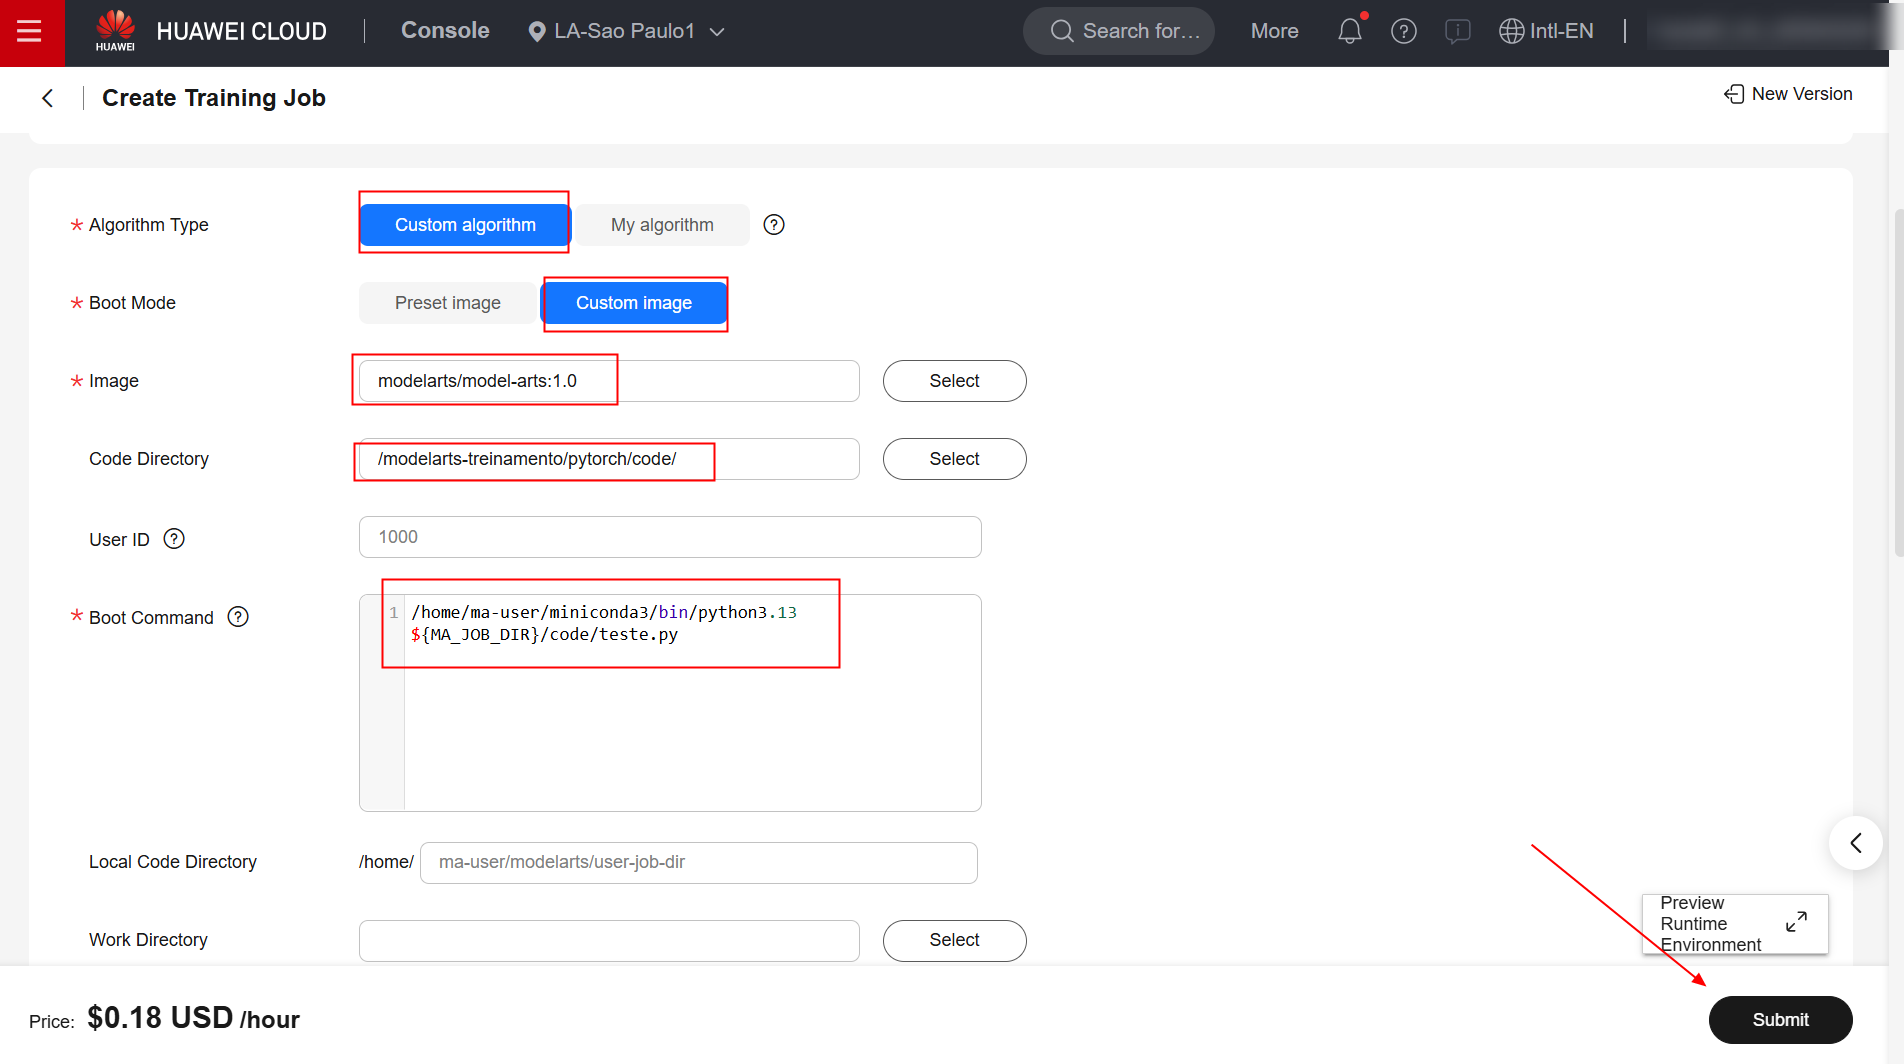 HUAWEI
HUAWEI CLOUD
Console
LA-Sao Paulo1
Search for...
More
Intl-EN
Create Training Job
New Version
* Algorithm Type
Custom algorithm
My algorithm
* Boot Mode
Preset image
Custom image
* Image
modelarts/model-arts:1.0
Select
Code Directory
/modelarts-treinamento/pytorch/code/
Select
User ID
1000
* Boot Command
1 /home/ma-user/miniconda3/bin/python3.13
${MA_JOB_DIR}/code/teste.py
Local Code Directory
/home/
ma-user/modelarts/user-job-dir
Work Directory
Select
Preview
Runtime
Environment
Price: $0.18 USD /hour
Submit